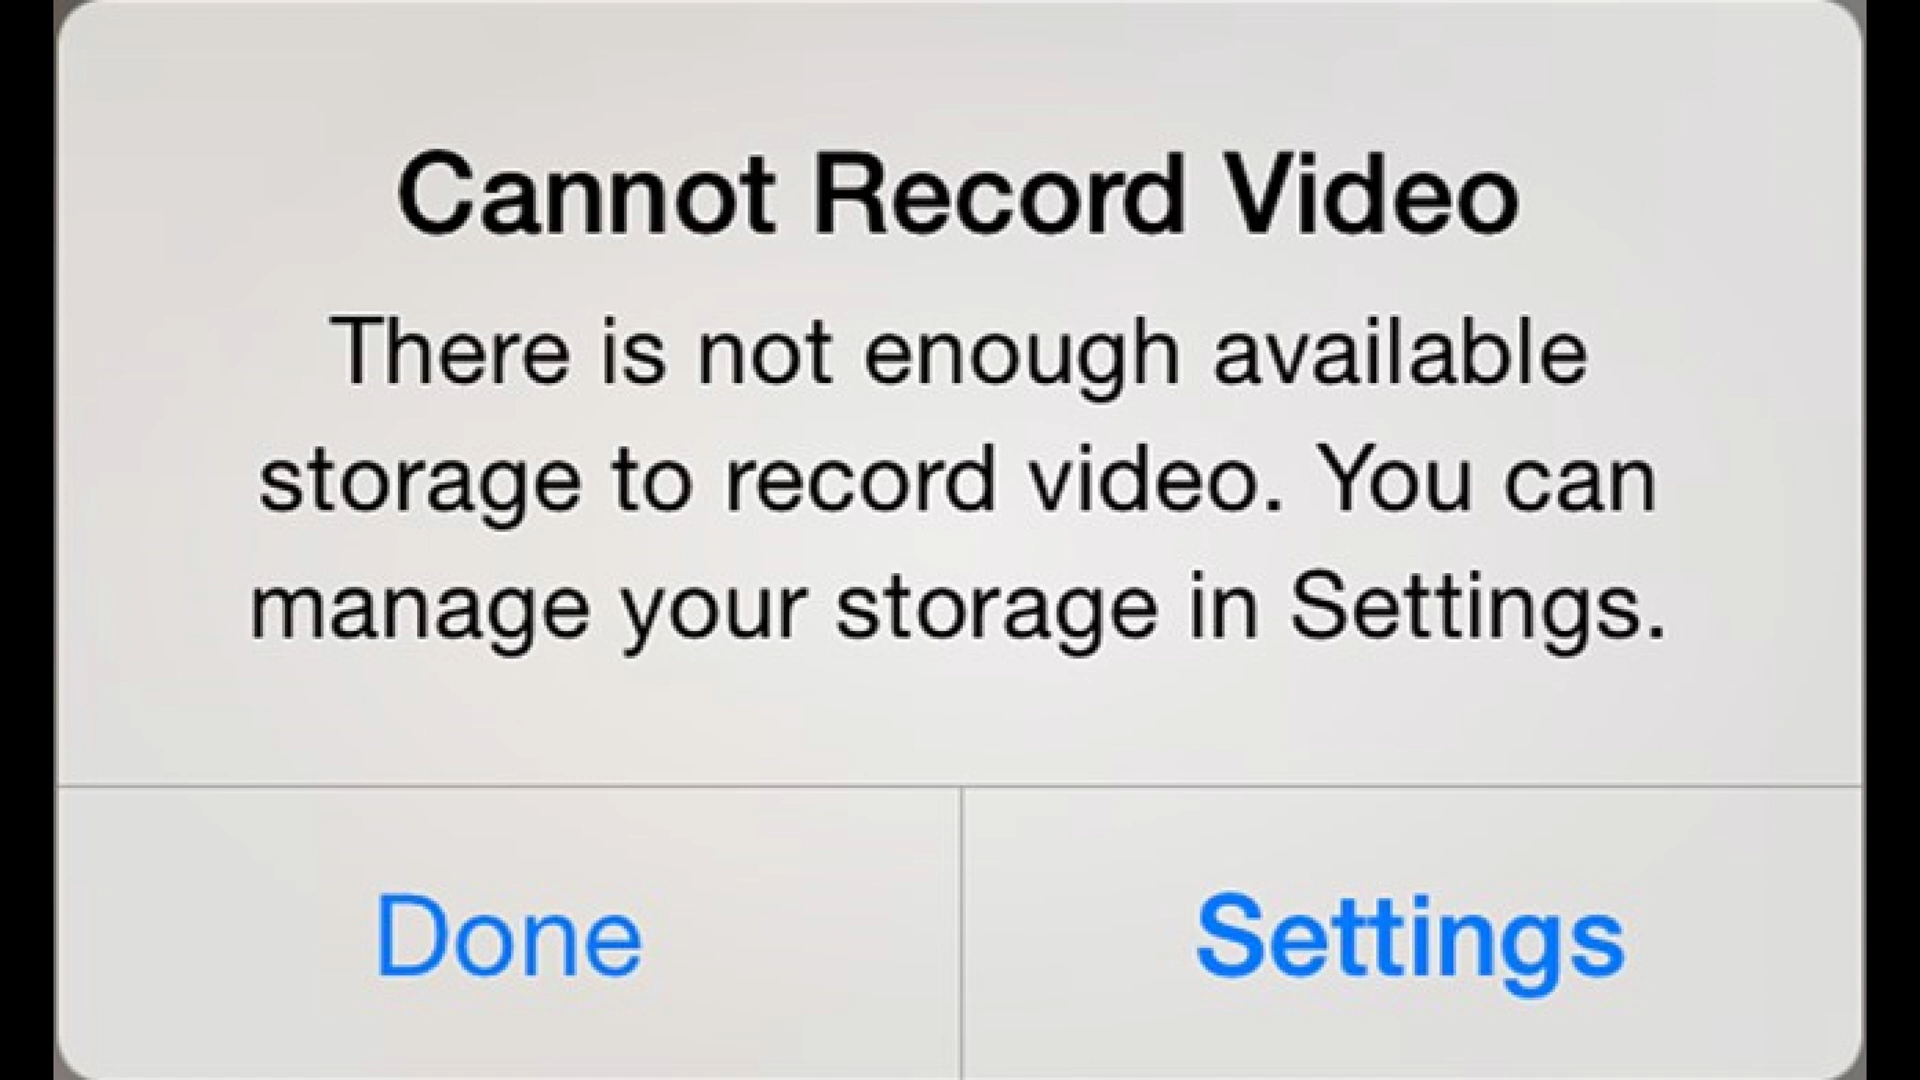 Cannot Record Video
There is not enough available
storage to record video. You can
manage your storage in Settings.
Done
Settings